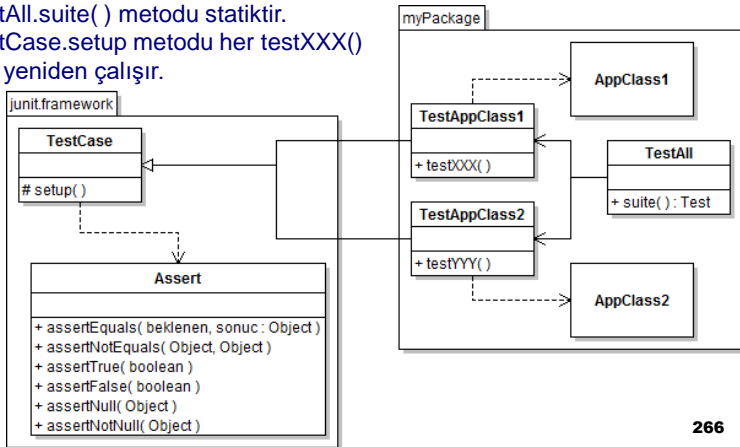 tAll.suite( ) metodu statiktir.
tCase.setup metodu her testXXX()
yeniden çalışır.
myPackage
AppClass1
TestAppClass1
+ testXXX( )
TestAll
+ suite( ) : Test
TestAppClass2
+ testYYY( )
AppClass2
junit.framework
TestCase
# setup( )
Assert
+ assertEquals( beklenen, sonuc : Object )
+ assertNotEquals( Object, Object )
+ assertTrue( boolean )
+ assertFalse( boolean )
+ assertNull( Object )
+ assertNotNull( Object )
266